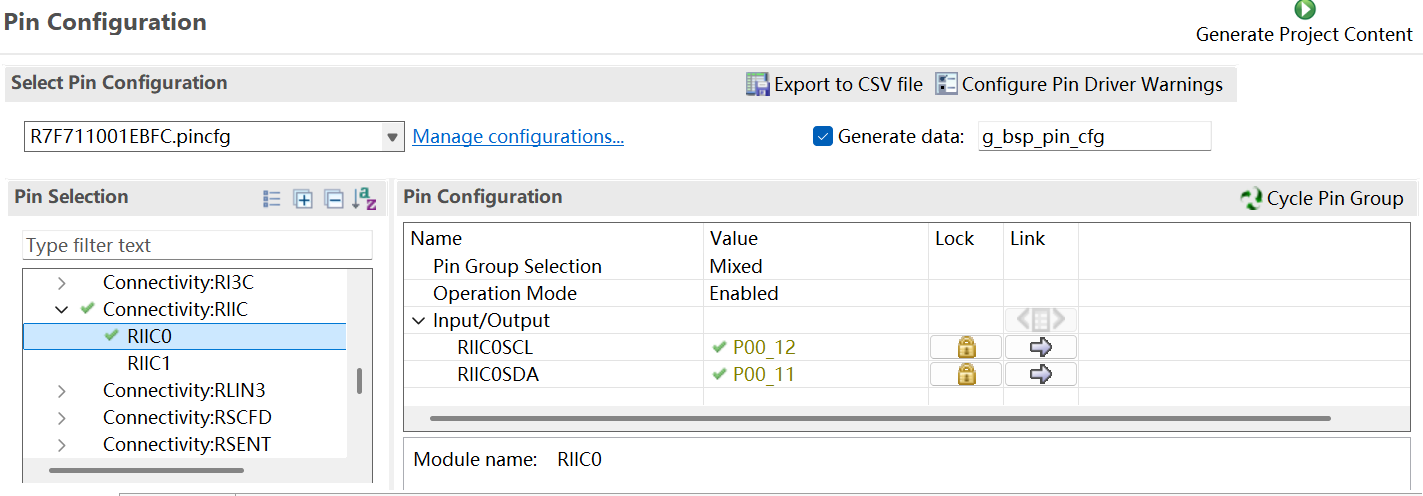 Pin Configuration
Generate Project Content
Select Pin Configuration
Export to CSV file
Configure Pin Driver Warnings
R7F711001EBFC.pincfg
Manage configurations...
Generate data:
g_bsp_pin_cfg
Pin Selection
Type filter text
Connectivity:RI3C
Connectivity:RIIC
RIIC0
RIIC1
Connectivity:RLIN3
Connectivity:RSCFD
Connectivity:RSENT
Pin Configuration
Cycle Pin Group
Name Value Lock Link
Pin Group Selection Mixed
Operation Mode Enabled
Input/Output
RIIC0SCL P00_12
RIIC0SDA P00_11
Module name: RIIC0